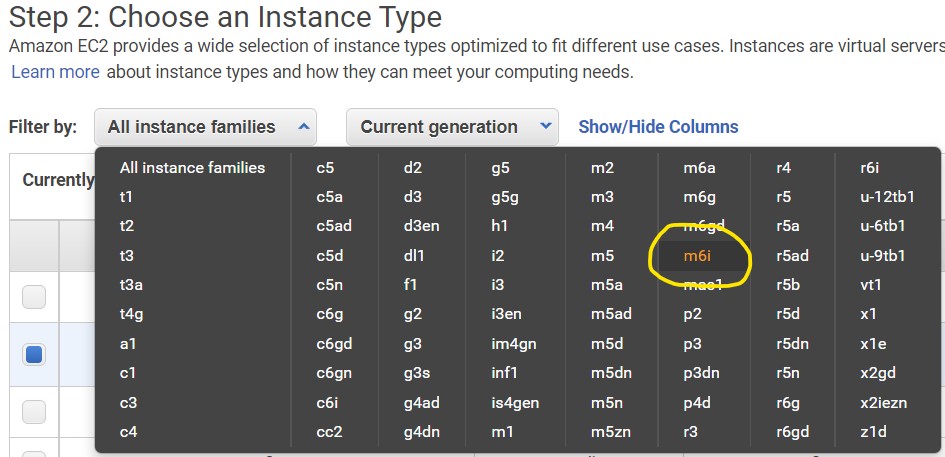 Step 2: Choose an Instance Type
Amazon EC2 provides a wide selection of instance types optimized to fit different use cases. Instances are virtual servers
Learn more about instance types and how they can meet your computing needs.
Filter by: All instance families Current generation Show/Hide Columns
Currently
All instance families c5 d2 g5 m2 m6a r4 r6i
t1 c5a d3 g5g m3 m6g r5 u-12tb1
t2 c5ad d3en h1 m4 m6gd r5a u-6tb1
t3 c5d dl1 i2 m5 m6i r5ad u-9tb1
t3a c5n f1 i3 m5a mac1 r5b vt1
t4g c6g g2 i3en m5ad p2 r5d x1
a1 c6gd g3 im4gn m5d p3 r5dn x1e
c1 c6gn g3s inf1 m5dn p3dn r5n x2gd
c3 c6i g4ad is4gen m5n p4d r6g x2iezn
c4 cc2 g4dn m1 m5zn r3 r6gd z1d